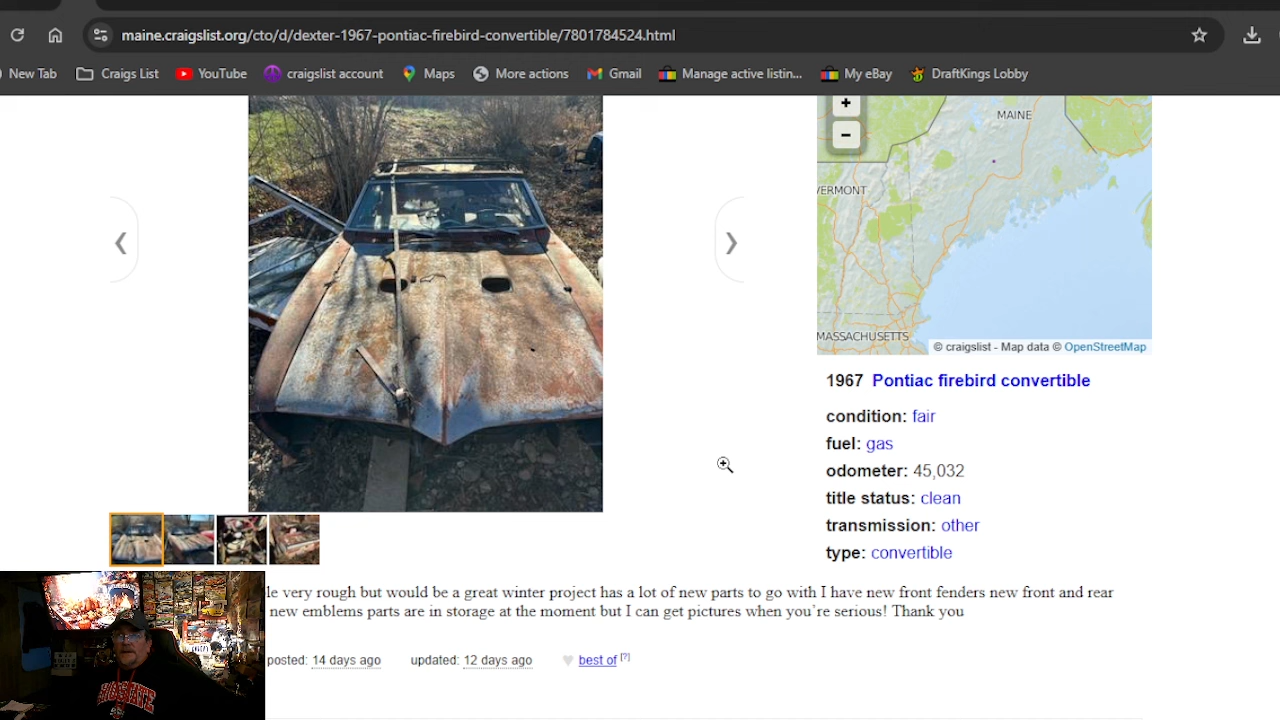 maine.craigslist.org/cto/d/dexter-1967-pontiac-firebird-convertible/7801784524.html
New Tab Craigs List YouTube craigslist account Maps More actions Gmail Manage active listin... My eBay DraftKings Lobby
+
−
MAINE
VERMONT
MASSACHUSETTS
© craigslist - Map data © OpenStreetMap
1967 Pontiac firebird convertible
condition: fair
fuel: gas
odometer: 45,032
title status: clean
transmission: other
type: convertible
le very rough but would be a great winter project has a lot of new parts to go with I have new front fenders new front and rear
new emblems parts are in storage at the moment but I can get pictures when you’re serious! Thank you
posted: 14 days ago updated: 12 days ago ♥ best of [?]